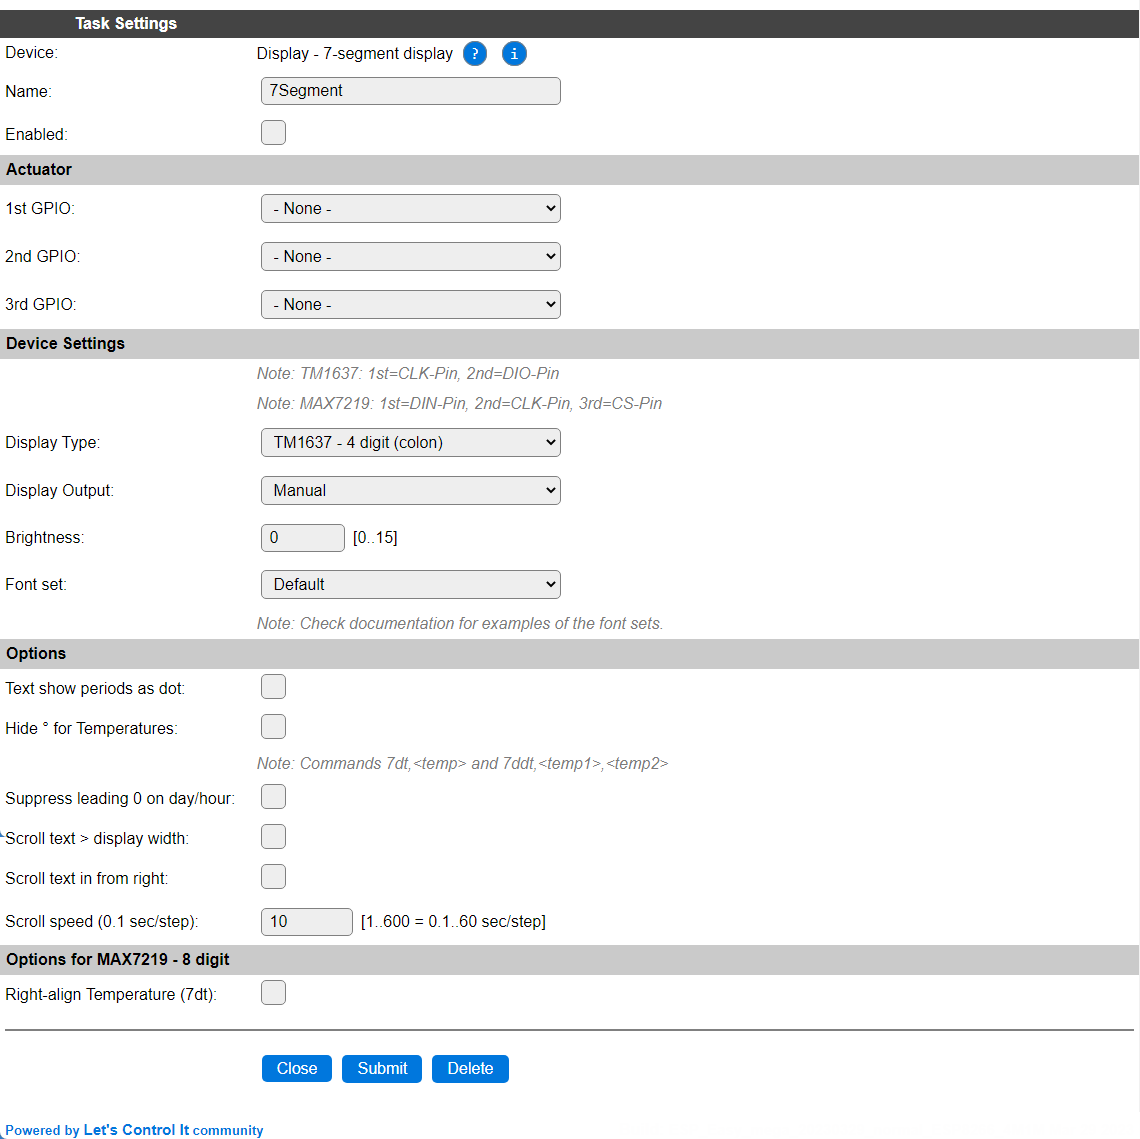 Task Settings
Device: Display - 7-segment display ? i
Name: 7Segment
Enabled:
Actuator
1st GPIO: - None -
2nd GPIO: - None -
3rd GPIO: - None -
Device Settings
Note: TM1637: 1st=CLK-Pin, 2nd=DIO-Pin
Note: MAX7219: 1st=DIN-Pin, 2nd=CLK-Pin, 3rd=CS-Pin
Display Type: TM1637 - 4 digit (colon)
Display Output: Manual
Brightness: 0 [0..15]
Font set: Default
Note: Check documentation for examples of the font sets.
Options
Text show periods as dot:
Hide ° for Temperatures:
Note: Commands 7dt,<temp> and 7ddt,<temp1>,<temp2>
Suppress leading 0 on day/hour:
Scroll text > display width:
Scroll text in from right:
Scroll speed (0.1 sec/step): 10 [1..600 = 0.1..60 sec/step]
Options for MAX7219 - 8 digit
Right-align Temperature (7dt):
Close Submit Delete
Powered by Let's Control It community